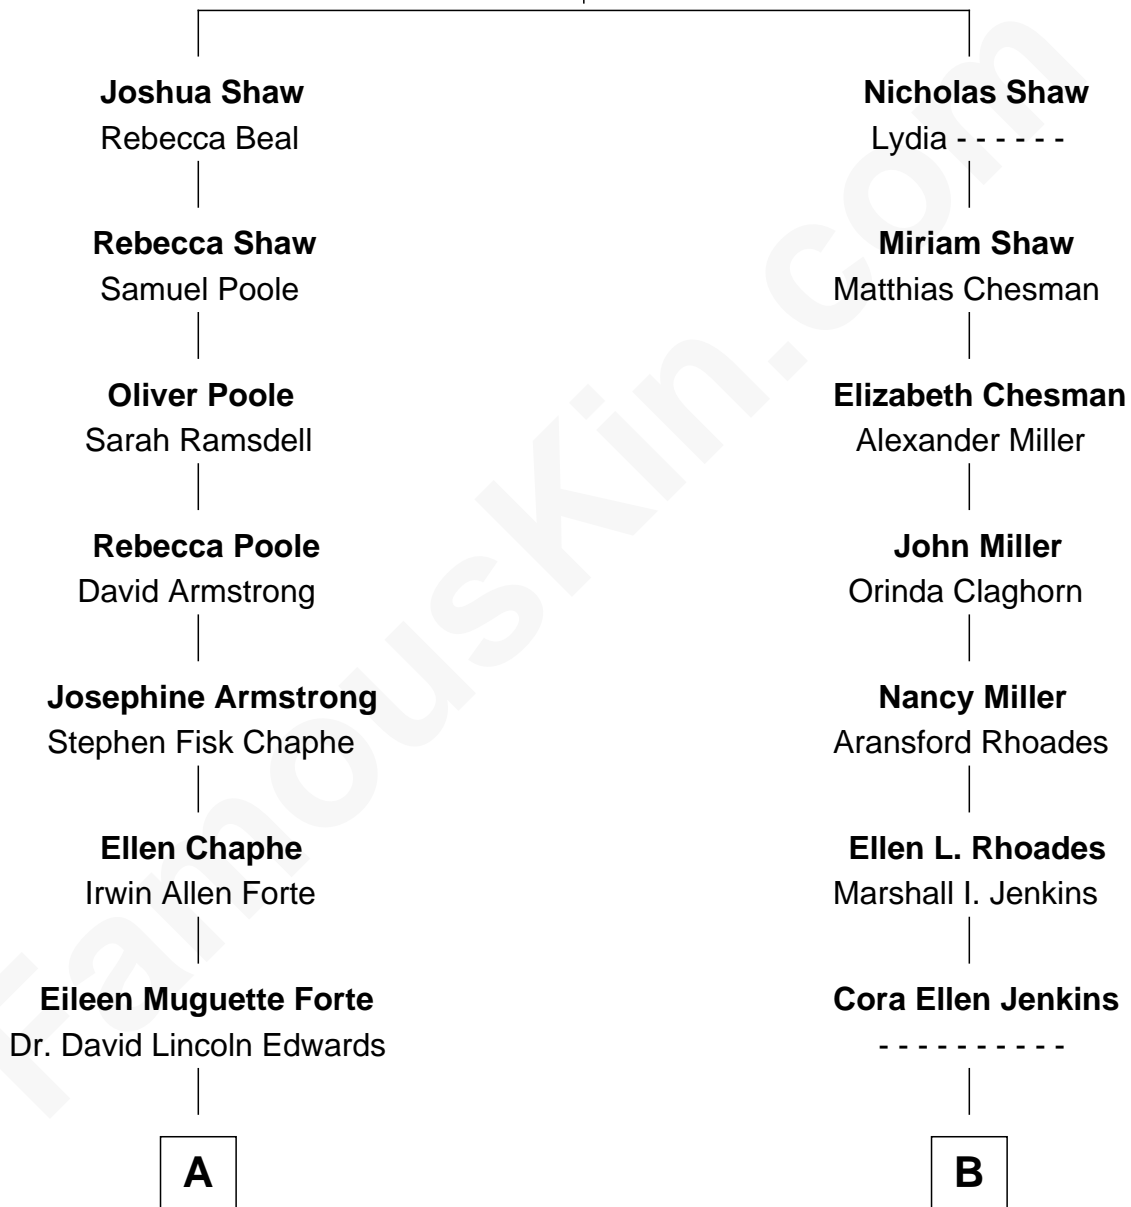 Joshua Shaw
Rebecca Beal
Rebecca Shaw
Samuel Poole
Oliver Poole
Sarah Ramsdell
Rebecca Poole
David Armstrong
Josephine Armstrong
Stephen Fisk Chaphe
Ellen Chaphe
Irwin Allen Forte
Eileen Muguette Forte
Dr. David Lincoln Edwards
A
Nicholas Shaw
Lydia - - - - - -
Miriam Shaw
Matthias Chesman
Elizabeth Chesman
Alexander Miller
John Miller
Orinda Claghorn
Nancy Miller
Aransford Rhoades
Ellen L. Rhoades
Marshall I. Jenkins
Cora Ellen Jenkins
- - - - - - - - - -
B
FamousKin.com